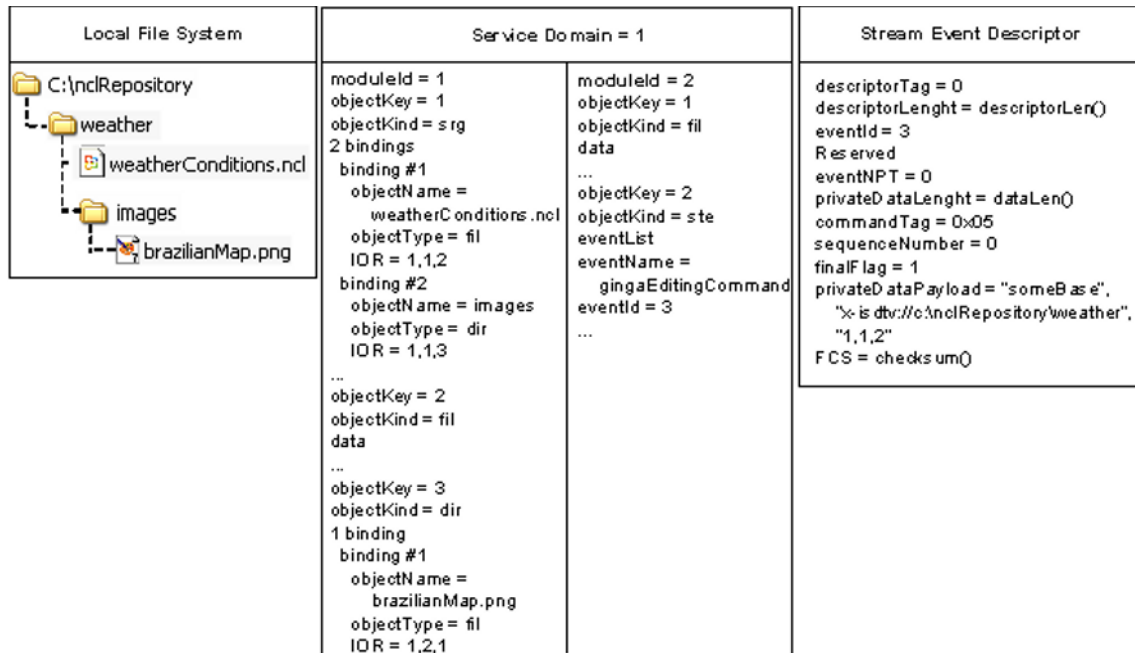 Local File System
C:\nclRepository
weather
weatherConditions.ncl
images
brazilianMap.png
Service Domain = 1
moduleId = 1
objectKey = 1
objectKind = srg
2 bindings
binding #1
objectName =
weatherConditions.ncl
objectType = fil
IOR = 1,1,2
binding #2
objectName = images
objectType = dir
IOR = 1,1,3
...
objectKey = 2
objectKind = fil
data
...
objectKey = 3
objectKind = dir
1 binding
binding #1
objectName =
brazilianMap.png
objectType = fil
IOR = 1,2,1
moduleId = 2
objectKey = 1
objectKind = fil
data
...
objectKey = 2
objectKind = ste
eventList
eventName =
gingaEditingCommand
eventId = 3
...
Stream Event Descriptor
descriptorTag = 0
descriptorLenght = descriptorLen()
eventId = 3
Reserved
eventNPT = 0
privateDataLenght = dataLen()
commandTag = 0x05
sequenceNumber = 0
finalFlag = 1
privateDataPayload = "someBase",
"x-isdtv://c:\nclRepository\weather",
"1,1,2"
FCS = checksum()